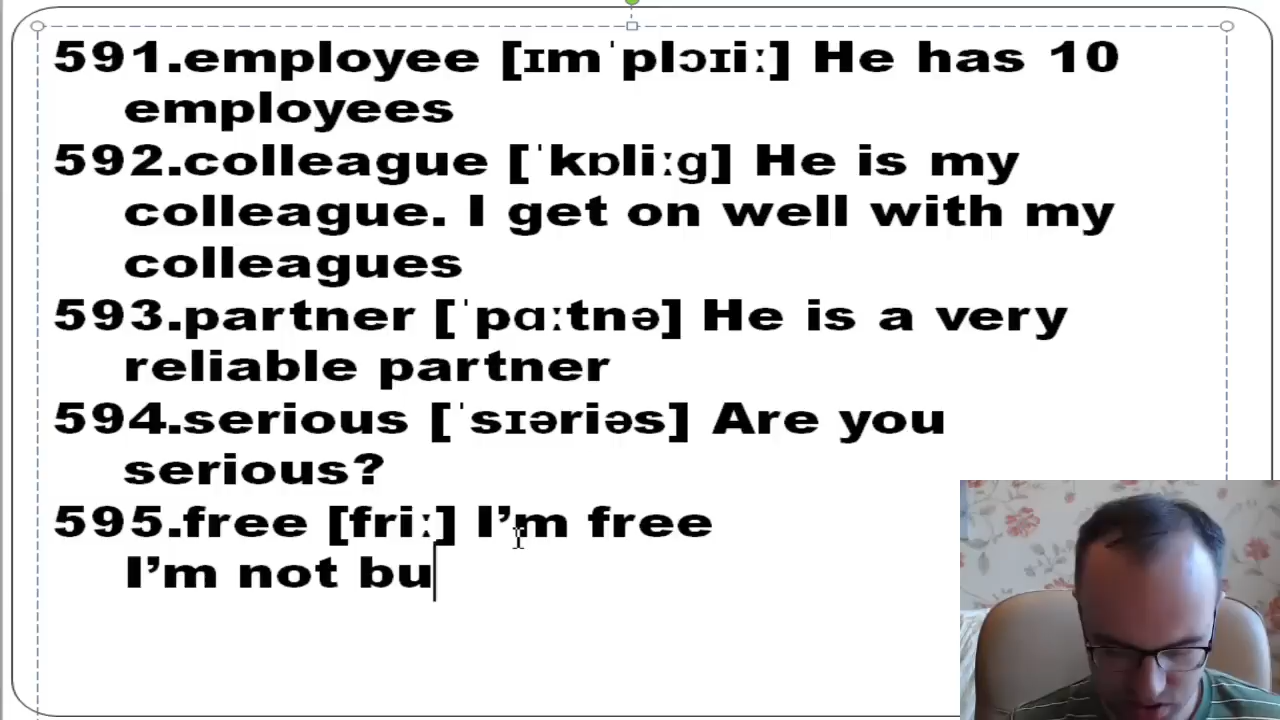 591.employee [ɪmˈplɔɪiː] He has 10
employees
592.colleague [ˈkɒliːg] He is my
colleague. I get on well with my
colleagues
593.partner [ˈpɑːtnə] He is a very
reliable partner
594.serious [ˈsɪəriəs] Are you
serious?
595.free [friː] I’m free
I’m not bu